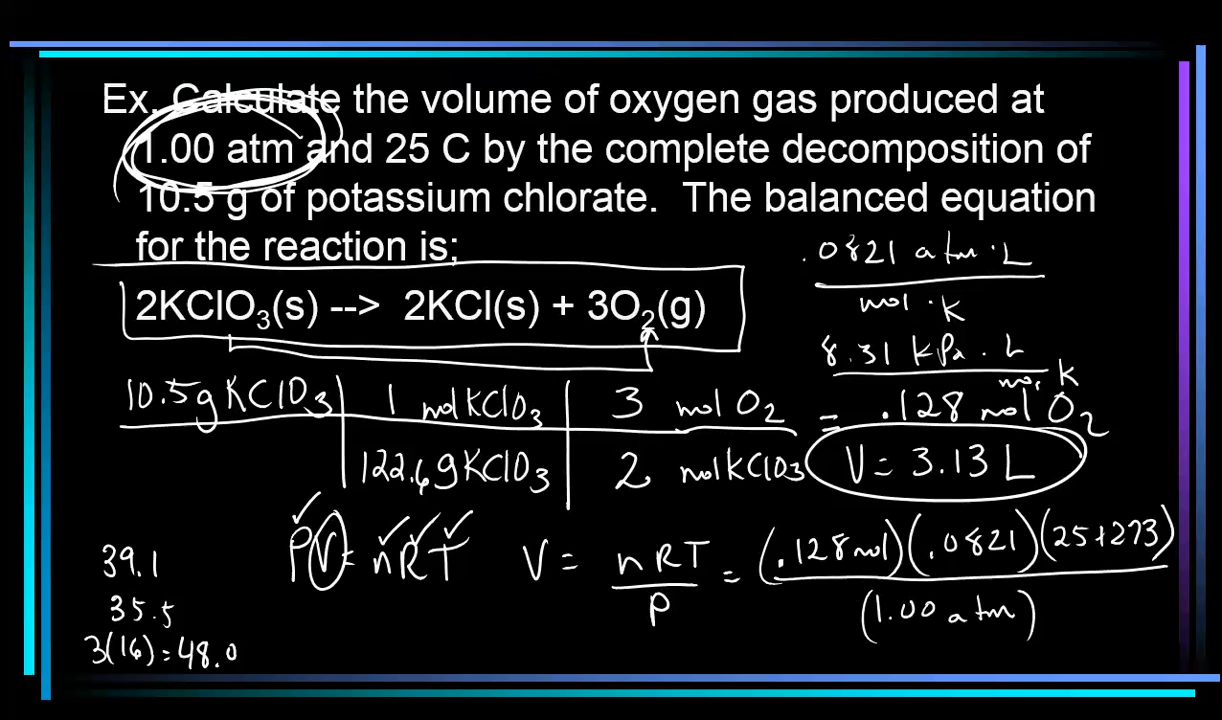 Ex. Calculate the volume of oxygen gas produced at
1.00 atm and 25 C by the complete decomposition of
10.5 g of potassium chlorate. The balanced equation
for the reaction is;
.0821 atm·L
mol·K
2KClO₃(s) --> 2KCl(s) + 3O₂(g)
8.31 kPa·L
mol K
10.5g KClO₃ 1 mol KClO₃ 3 mol O₂ = .128 mol O₂
122.6g KClO₃ 2 mol KClO₃
V = 3.13 L
PV = nRT V = nRT = (.128mol)(.0821)(25+273)
P (1.00 atm)
39.1
35.5
3(16)=48.0